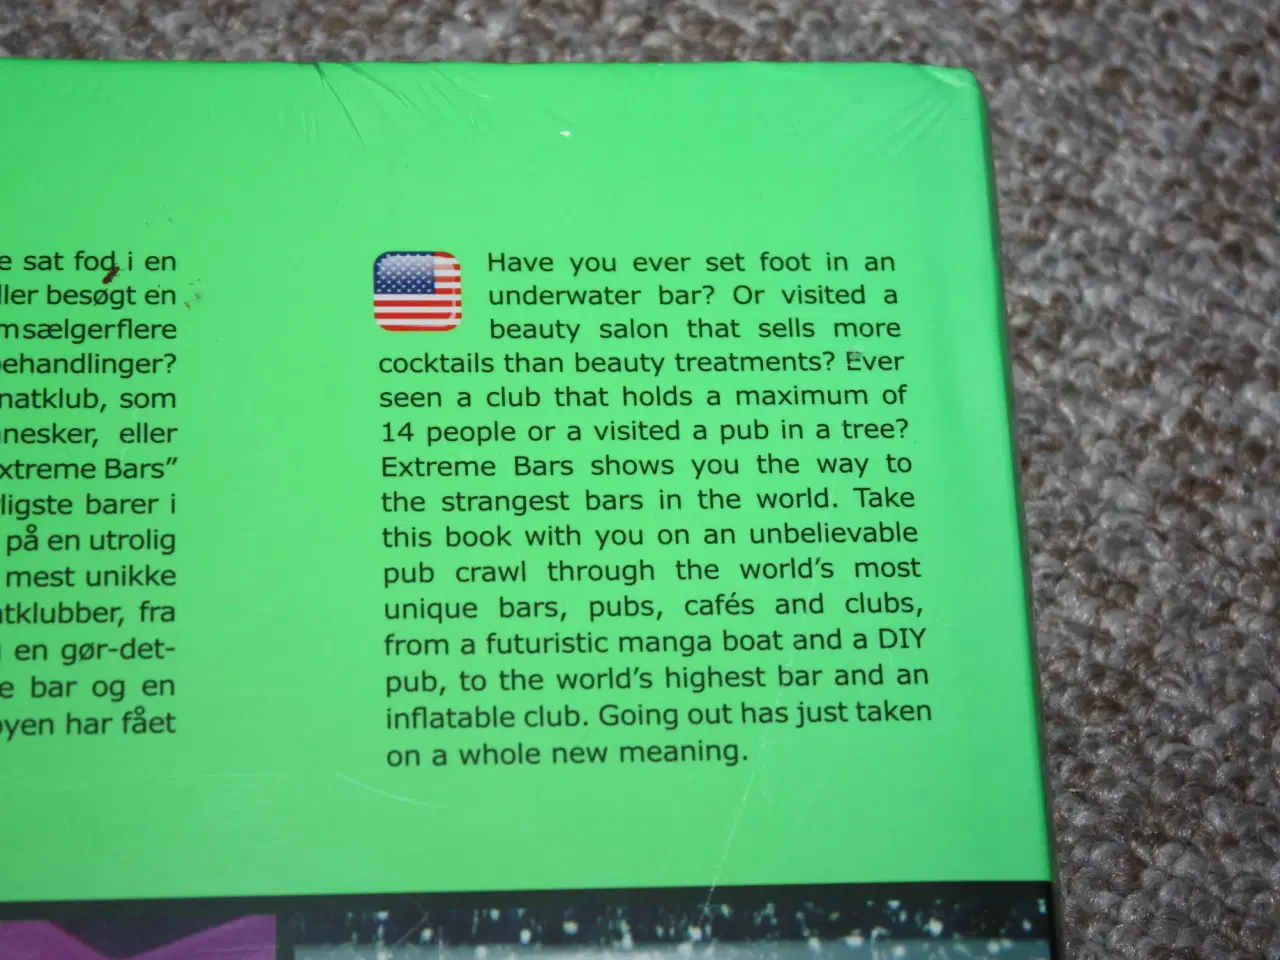 e sat fod i en
ller besøgt en
m sælger flere
ehandlinger?
natklub, som
nesker, eller
xtreme Bars”
ligste barer i
på en utrolig
mest unikke
tklubber, fra
en gør-det-
e bar og en
yen har fået
Have you ever set foot in an
underwater bar? Or visited a
beauty salon that sells more
cocktails than beauty treatments? Ever
seen a club that holds a maximum of
14 people or a visited a pub in a tree?
Extreme Bars shows you the way to
the strangest bars in the world. Take
this book with you on an unbelievable
pub crawl through the world’s most
unique bars, pubs, cafés and clubs,
from a futuristic manga boat and a DIY
pub, to the world’s highest bar and an
inflatable club. Going out has just taken
on a whole new meaning.